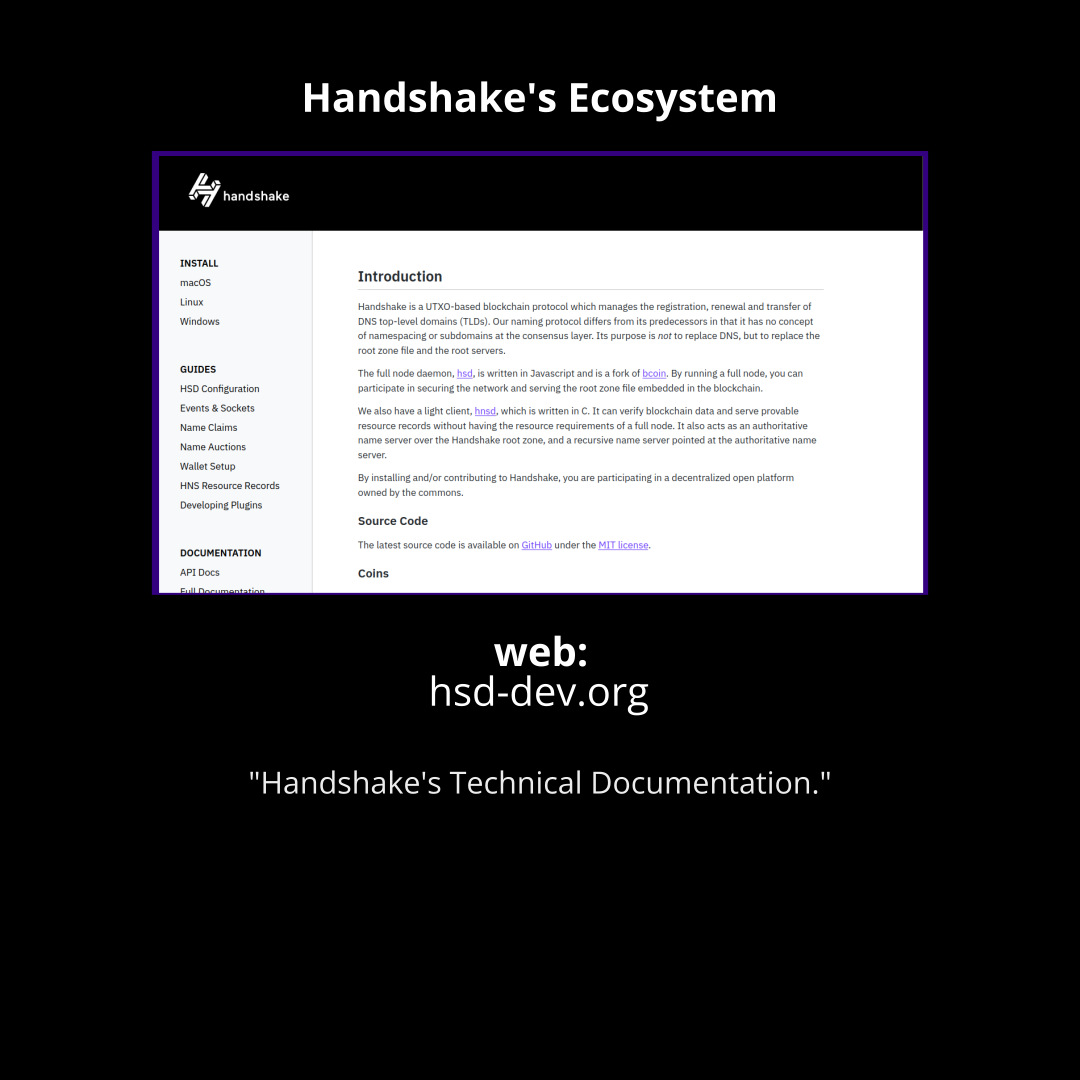 Handshake's Ecosystem
handshake
INSTALL
macOS
Linux
Windows
GUIDES
HSD Configuration
Events & Sockets
Name Claims
Name Auctions
Wallet Setup
HNS Resource Records
Developing Plugins
DOCUMENTATION
API Docs
Full Documentation
Introduction
Handshake is a UTXO-based blockchain protocol which manages the registration, renewal and transfer of
DNS top-level domains (TLDs). Our naming protocol differs from its predecessors in that it has no concept
of namespacing or subdomains at the consensus layer. Its purpose is not to replace DNS, but to replace the
root zone file and the root servers.
The full node daemon, hsd, is written in Javascript and is a fork of bcoin. By running a full node, you can
participate in securing the network and serving the root zone file embedded in the blockchain.
We also have a light client, hnsd, which is written in C. It can verify blockchain data and serve provable
resource records without having the resource requirements of a full node. It also acts as an authoritative
name server over the Handshake root zone, and a recursive name server pointed at the authoritative name
server.
By installing and/or contributing to Handshake, you are participating in a decentralized open platform
owned by the commons.
Source Code
The latest source code is available on GitHub under the MIT license.
Coins
web:
hsd-dev.org
"Handshake's Technical Documentation."